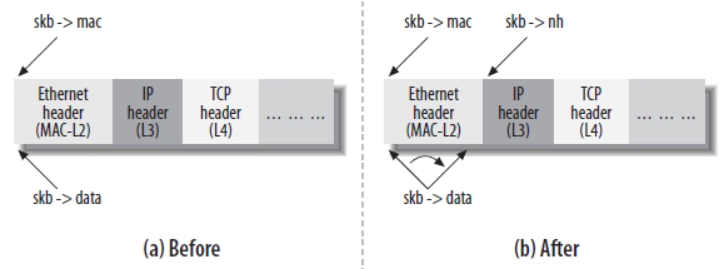 skb -> mac
Ethernet
header
(MAC-L2)
IP
header
(L3)
TCP
header
(L4)
... ... ...
skb -> data
(a) Before
skb -> mac
skb -> nh
Ethernet
header
(MAC-L2)
IP
header
(L3)
TCP
header
(L4)
... ... ...
skb -> data
(b) After